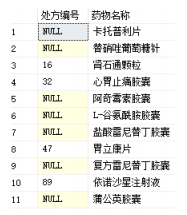 处方编号 药物名称
1 NULL 卡托普利片
2 NULL 替硝唑葡萄糖针
3 16 肾石通颗粒
4 32 心胃止痛胶囊
5 NULL 阿奇霉素胶囊
6 NULL L-谷氨酰胺胶囊
7 NULL 盐酸雷尼替丁胶囊
8 47 胃立康片
9 NULL 复方雷尼替丁胶囊
10 89 依诺沙星注射液
11 NULL 蒲公英胶囊